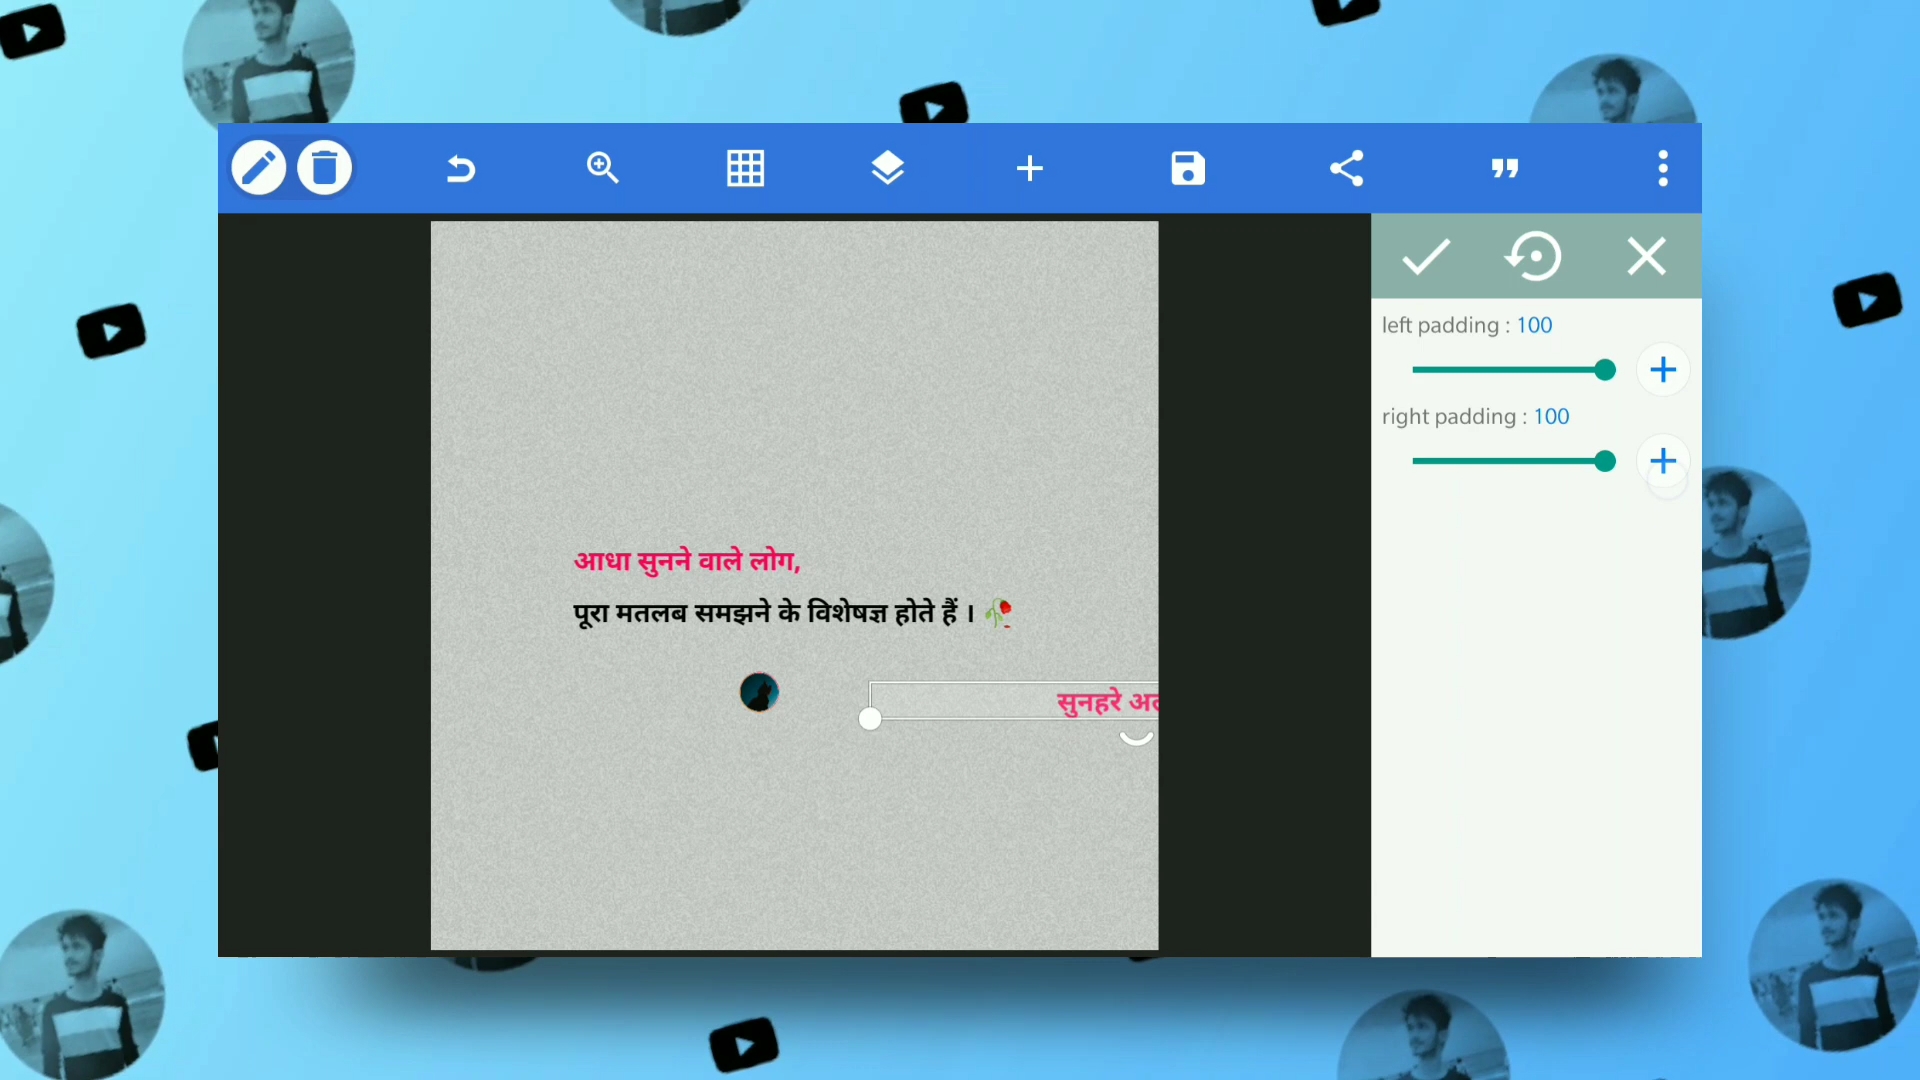 left padding : 100
right padding : 100
आधा सुनने वाले लोग,
पूरा मतलब समझने के विशेषज्ञ होते हैं । 🥀
सुनहरे